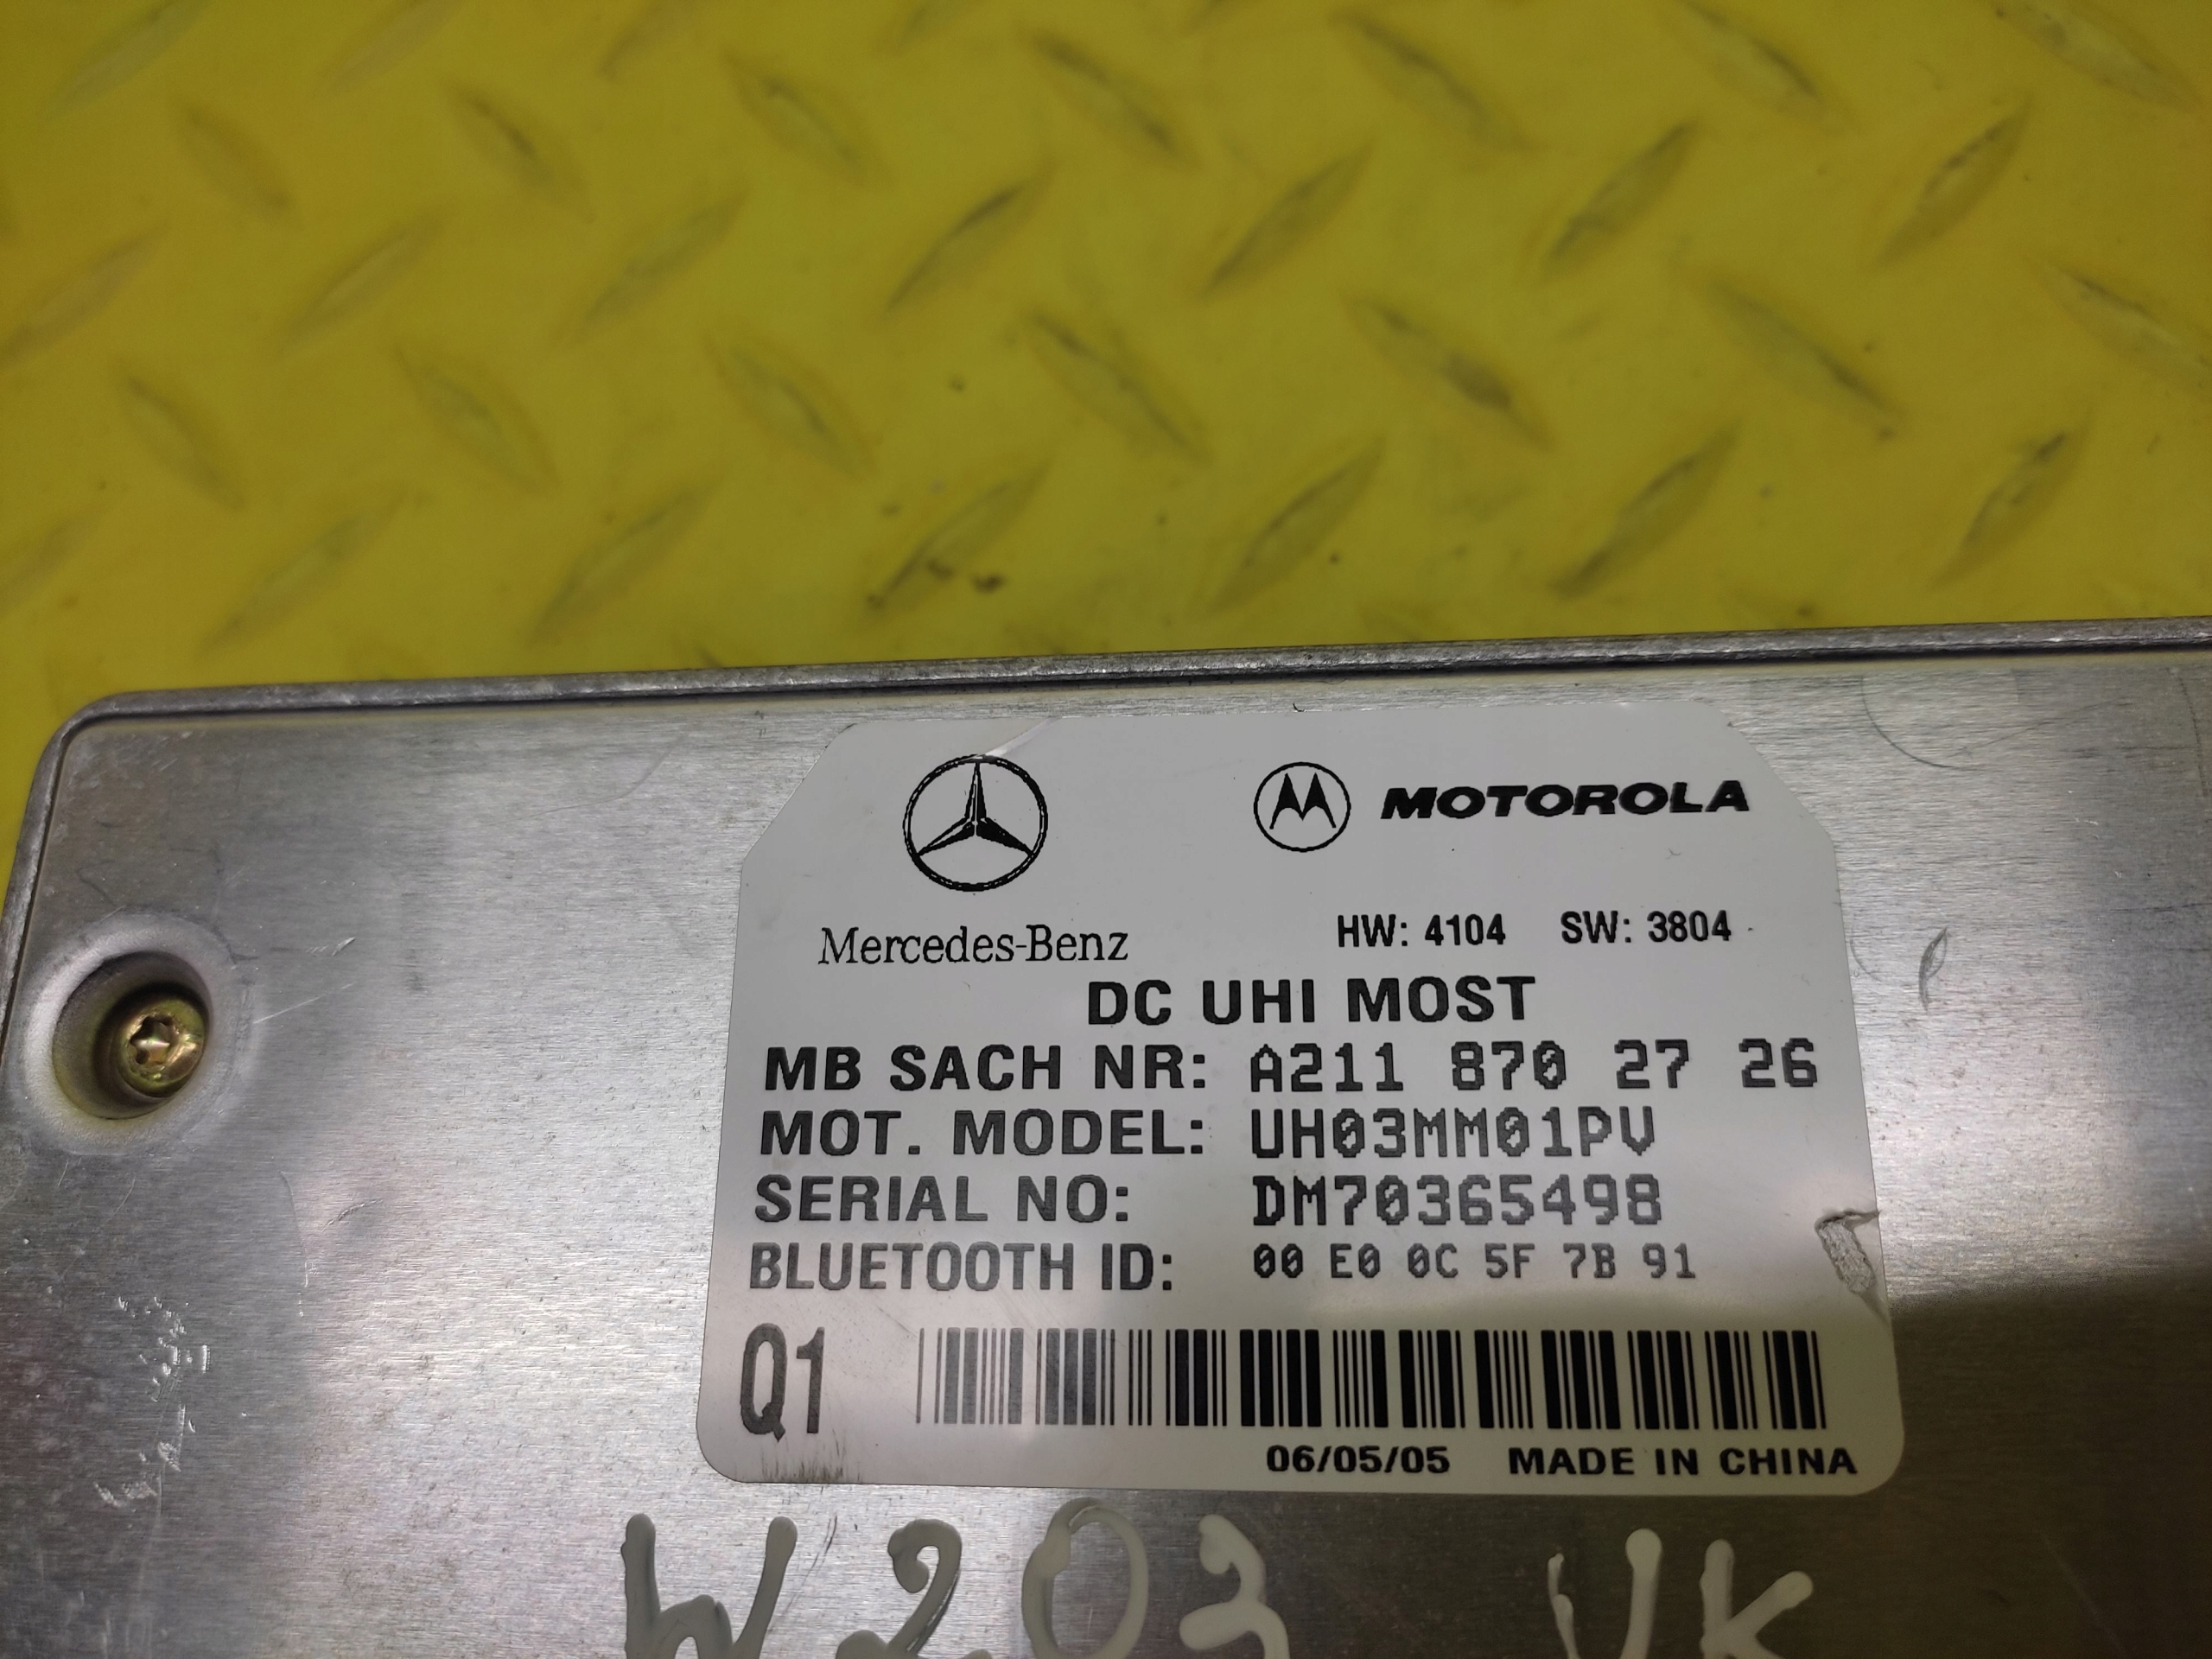 MOTOROLA
Mercedes-Benz
HW: 4104 SW: 3804
DC UHI MOST
MB SACH NR: A211 870 27 26
MOT. MODEL: UH03MM01PV
SERIAL NO: DM70365498
BLUETOOTH ID: 00 E0 0C 5F 7B 91
Q1
06/05/05 MADE IN CHINA
W203 VK